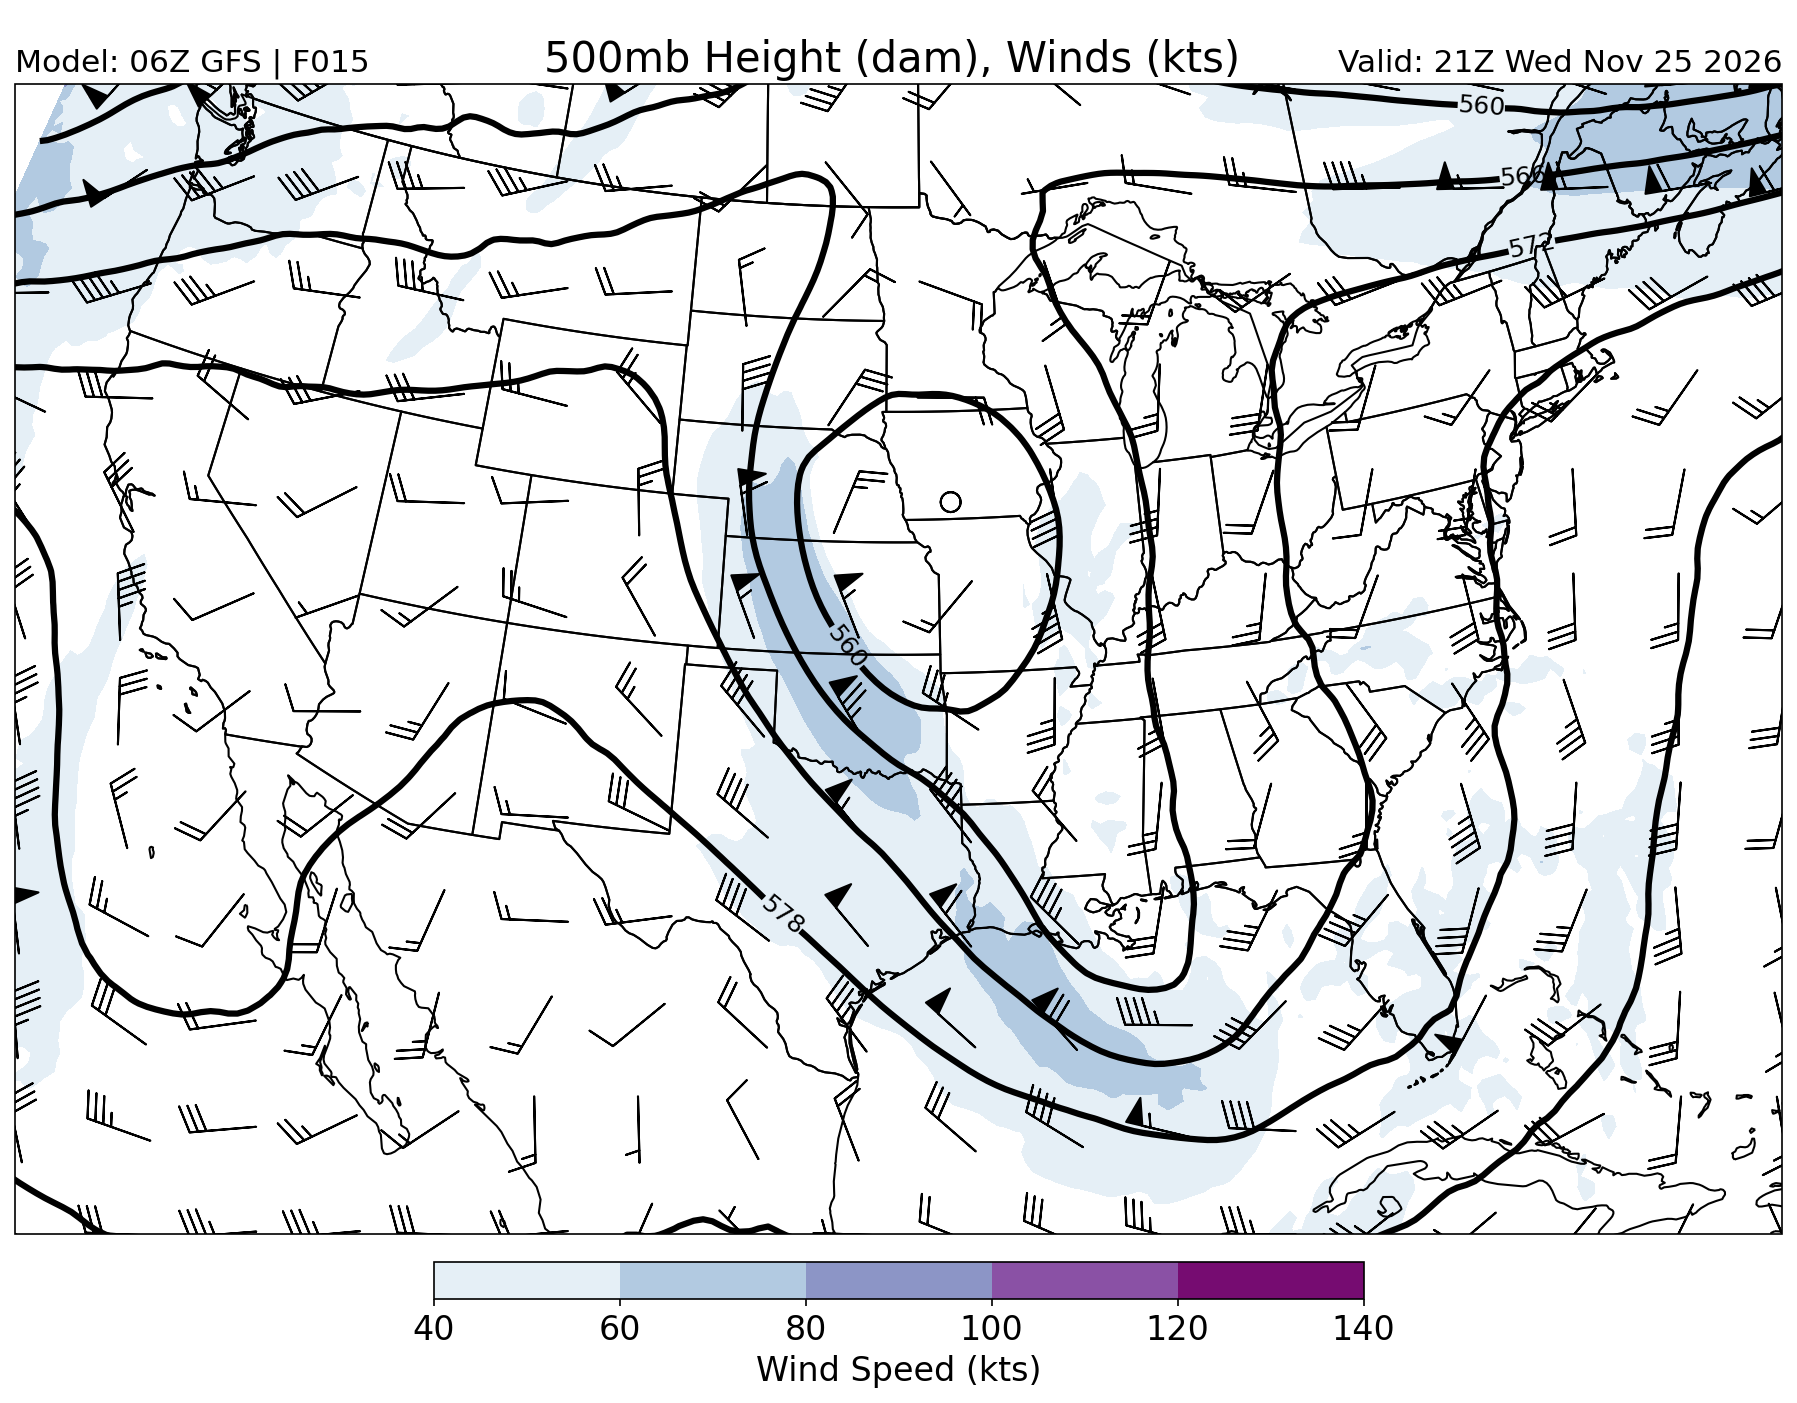 Model: 06Z GFS | F015
500mb Height (dam), Winds (kts)
Valid: 21Z Wed Nov 25 2026
560
566
572
560
578
40 60 80 100 120 140
Wind Speed (kts)